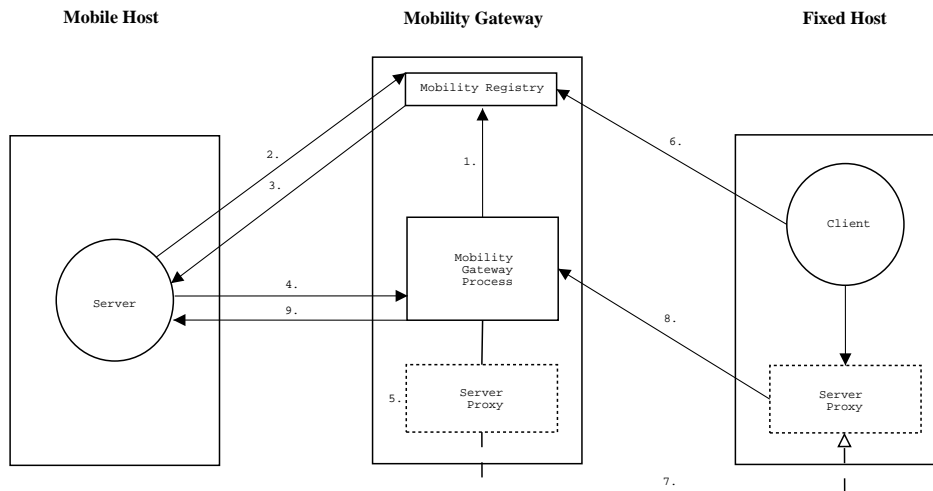 Mobile Host
Mobility Gateway
Fixed Host
Mobility Registry
2.
3.
1.
6.
Client
Mobility
Gateway
Process
Server
4.
9.
8.
5.
Server
Proxy
Server
Proxy
7.